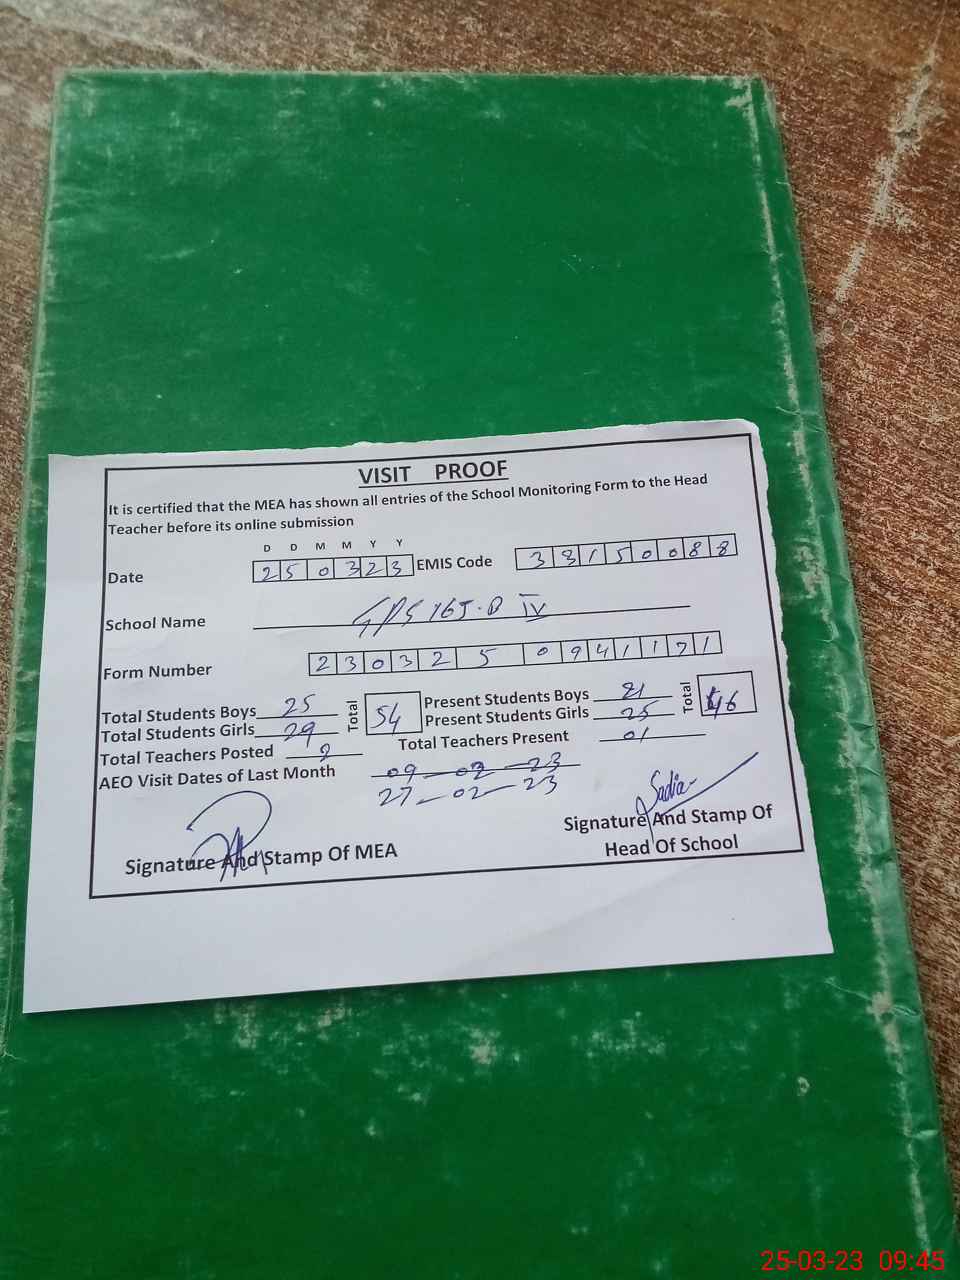 VISIT PROOF
It is certified that the MEA has shown all entries of the School Monitoring Form to the Head
Teacher before its online submission
D D M M Y Y
Date 2 5 0 3 2 3 EMIS Code 3 3 1 5 0 0 8 8
School Name GPS 165-D IV
Form Number 2 3 0 3 2 5 0 9 4 1 1 7 1
Total Students Boys 25 Total 54 Present Students Boys 21 Total 46
Total Students Girls 29 Present Students Girls 25
Total Teachers Posted 2 Total Teachers Present 01
AEO Visit Dates of Last Month 09-02-23
27-02-23
Sadia
Signature And Stamp Of MEA Signature And Stamp Of
Head Of School
25-03-23 09:45